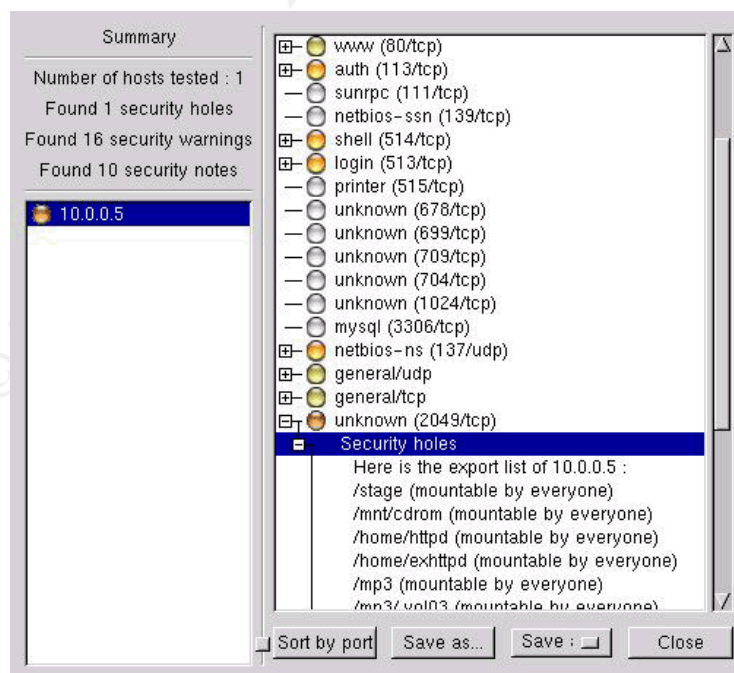 Summary
Number of hosts tested : 1
Found 1 security holes
Found 16 security warnings
Found 10 security notes
10.0.0.5
www (80/tcp)
auth (113/tcp)
sunrpc (111/tcp)
netbios-ssn (139/tcp)
shell (514/tcp)
login (513/tcp)
printer (515/tcp)
unknown (678/tcp)
unknown (699/tcp)
unknown (709/tcp)
unknown (704/tcp)
unknown (1024/tcp)
mysql (3306/tcp)
netbios-ns (137/udp)
general/udp
general/tcp
unknown (2049/tcp)
Security holes
Here is the export list of 10.0.0.5 :
/stage (mountable by everyone)
/mnt/cdrom (mountable by everyone)
/home/httpd (mountable by everyone)
/home/exhttpd (mountable by everyone)
/mp3 (mountable by everyone)
/mp3/ vol03 (mountable by everyone)
Sort by port
Save as...
Save :
Close